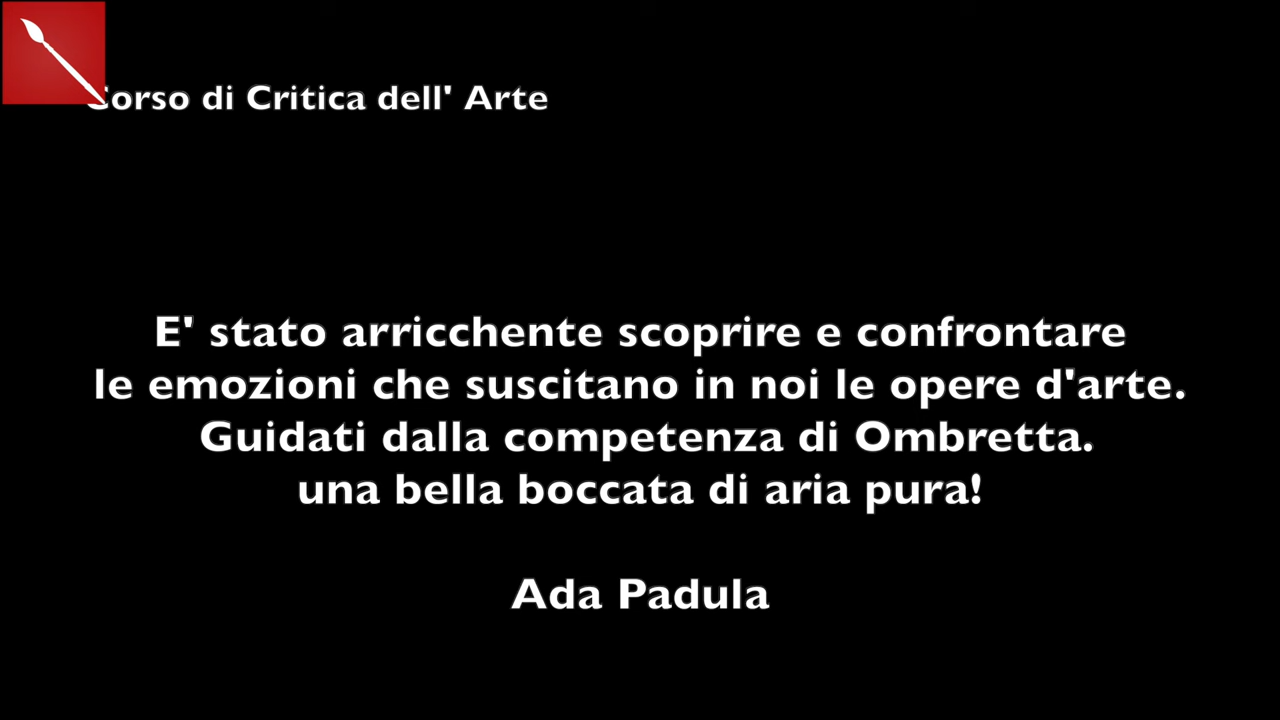 Corso di Critica dell' Arte
E' stato arricchente scoprire e confrontare
le emozioni che suscitano in noi le opere d'arte.
Guidati dalla competenza di Ombretta.
una bella boccata di aria pura!
Ada Padula